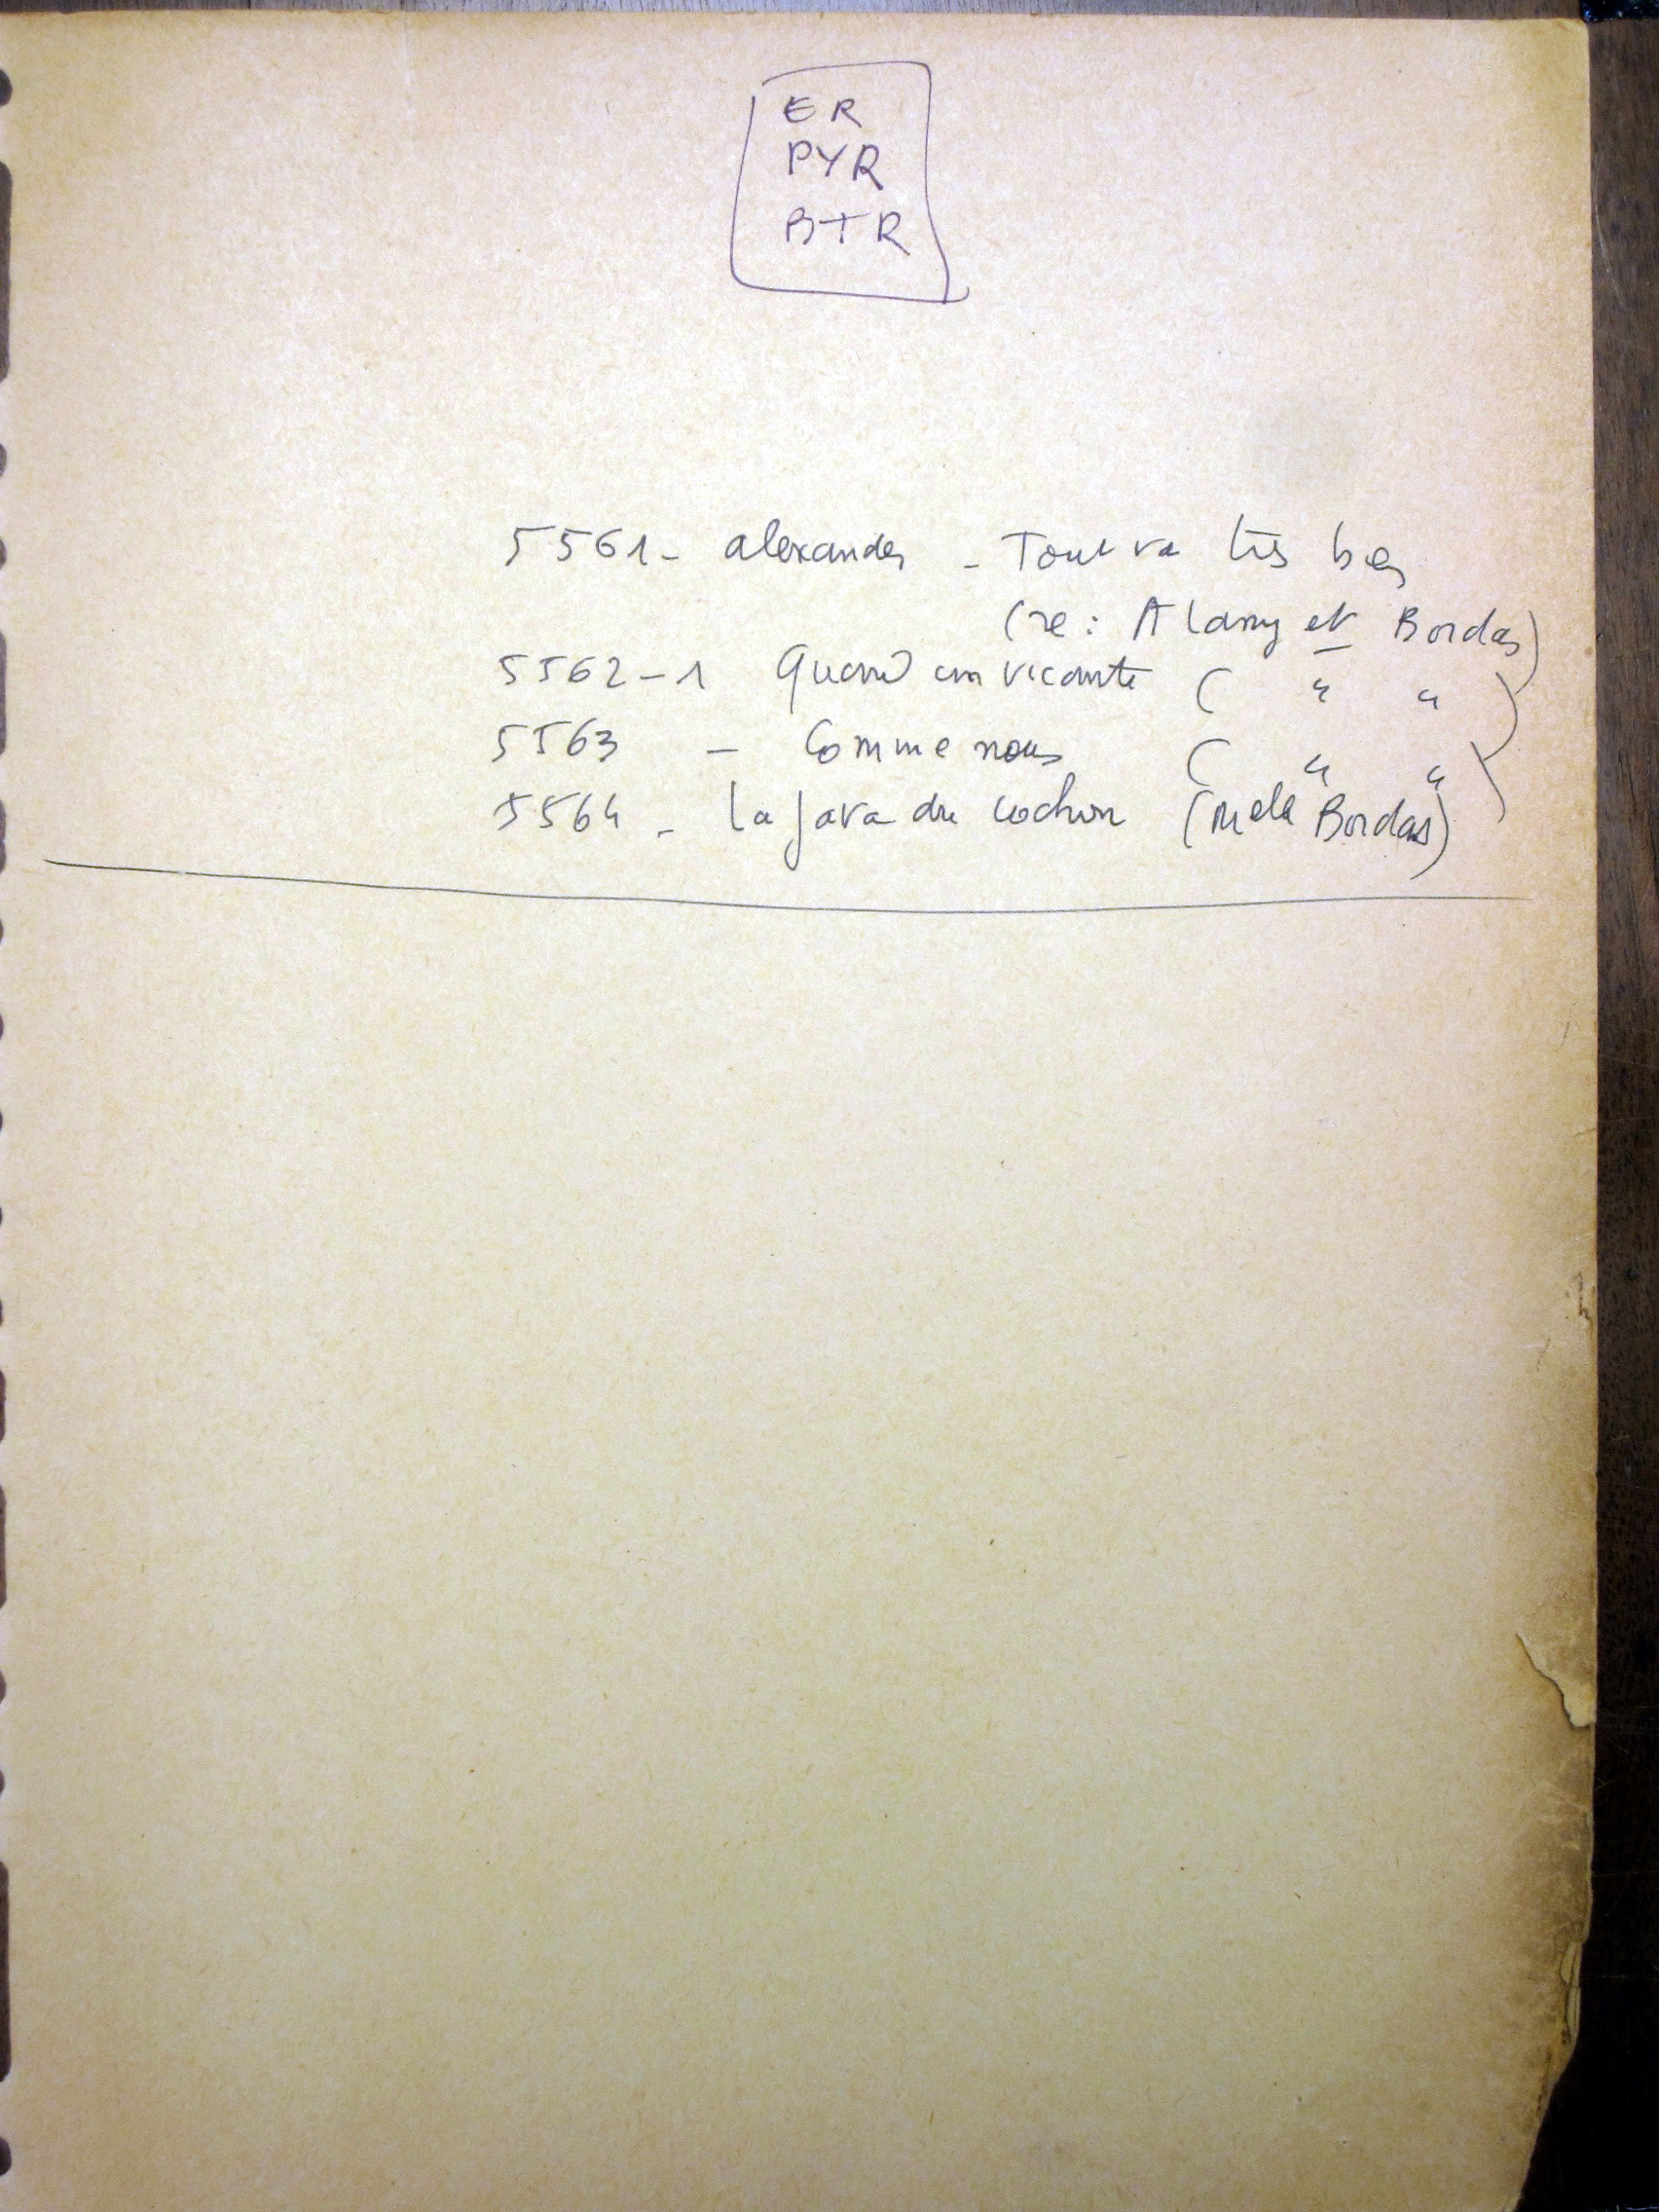 ER
PYR
BTR
5561 - alexander - Tout va très bien
(re: Alamy et Bordas)
5562-1 Quand un vicomte ( " " )
5563 - Comme nous ( " " )
5564 - La java du cochon (Melle Bordas)